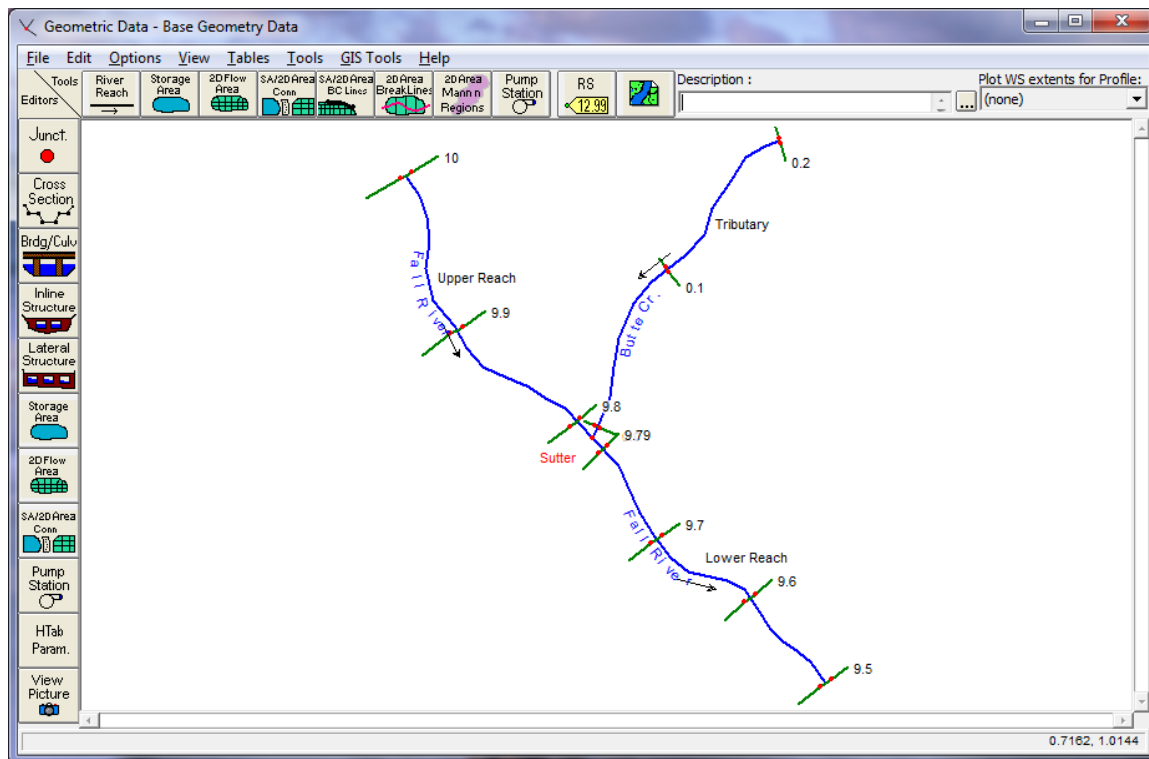 Geometric Data - Base Geometry Data
File Edit Options View Tables Tools GIS Tools Help
Tools
Editors
River
Reach
Storage
Area
2D Flow
Area
SA/2D Area
Conn
SA/2D Area
BC Lines
2D Area
BreakLines
2D Area
Mann n
Regions
Pump
Station
RS
12.99
Description :
...
Plot WS extents for Profile:
(none)
Junct.
Cross
Section
Brdg/Culv
Inline
Structure
Lateral
Structure
Storage
Area
2D Flow
Area
SA/2D Area
Conn
Pump
Station
HTab
Param.
View
Picture
10
0.2
Tributary
Fall River
Upper Reach
0.1
9.9
Butte Cr.
9.8
9.79
Sutter
Fall River
9.7
Lower Reach
9.6
9.5
0.7162, 1.0144